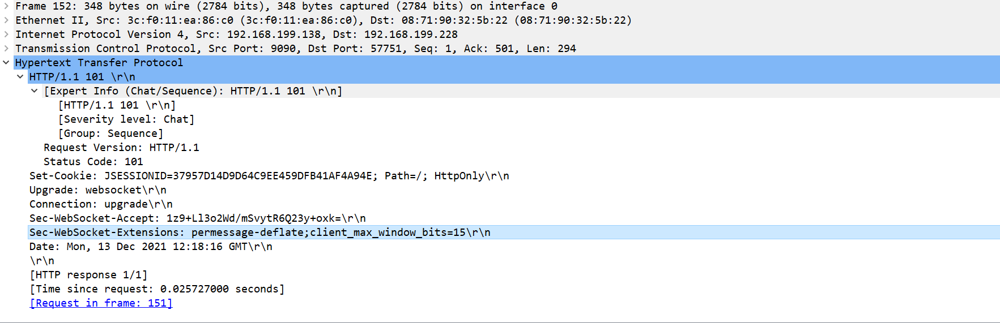 Frame 152: 348 bytes on wire (2784 bits), 348 bytes captured (2784 bits) on interface 0
Ethernet II, Src: 3c:f0:11:ea:86:c0 (3c:f0:11:ea:86:c0), Dst: 08:71:90:32:5b:22 (08:71:90:32:5b:22)
Internet Protocol Version 4, Src: 192.168.199.138, Dst: 192.168.199.228
Transmission Control Protocol, Src Port: 9090, Dst Port: 57751, Seq: 1, Ack: 501, Len: 294
Hypertext Transfer Protocol
HTTP/1.1 101 \r\n
[Expert Info (Chat/Sequence): HTTP/1.1 101 \r\n]
[HTTP/1.1 101 \r\n]
[Severity level: Chat]
[Group: Sequence]
Request Version: HTTP/1.1
Status Code: 101
Set-Cookie: JSESSIONID=37957D14D9D64C9EE459DFB41AF4A94E; Path=/; HttpOnly\r\n
Upgrade: websocket\r\n
Connection: upgrade\r\n
Sec-WebSocket-Accept: 1z9+Ll3o2Wd/mSvytR6Q23y+oxk=\r\n
Sec-WebSocket-Extensions: permessage-deflate;client_max_window_bits=15\r\n
Date: Mon, 13 Dec 2021 12:18:16 GMT\r\n
\r\n
[HTTP response 1/1]
[Time since request: 0.025727000 seconds]
[Request in frame: 151]